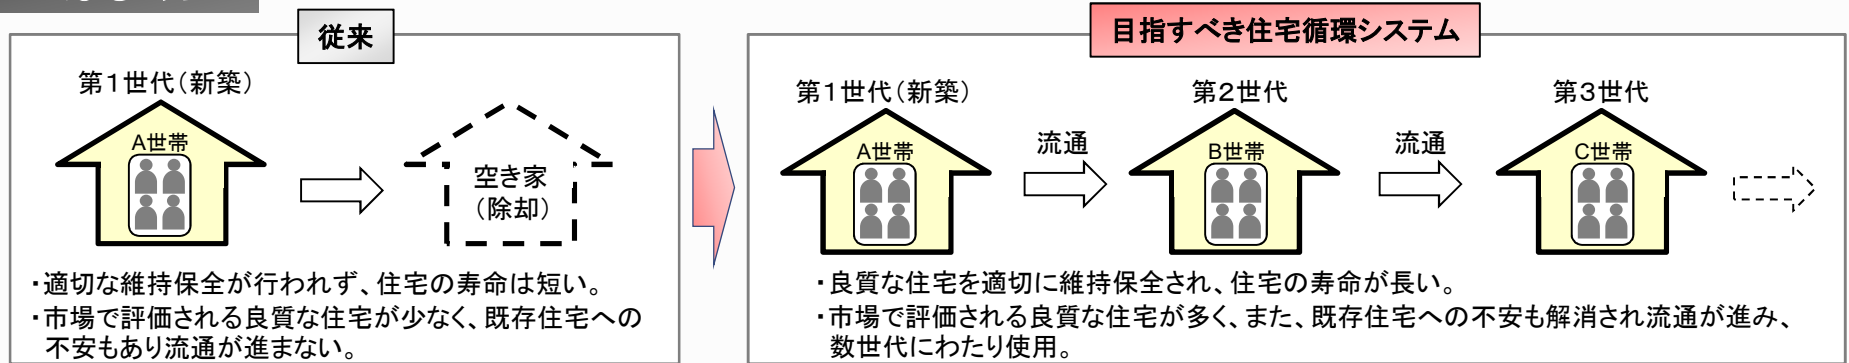 従来
第1世代(新築)
A世帯
空き家
(除却)
・適切な維持保全が行われず、住宅の寿命は短い。
・市場で評価される良質な住宅が少なく、既存住宅への
不安もあり流通が進まない。
目指すべき住宅循環システム
第1世代(新築)
第2世代
第3世代
A世帯
流通
B世帯
流通
C世帯
・良質な住宅を適切に維持保全され、住宅の寿命が長い。
・市場で評価される良質な住宅が多く、また、既存住宅への不安も解消され流通が進み、
数世代にわたり使用。